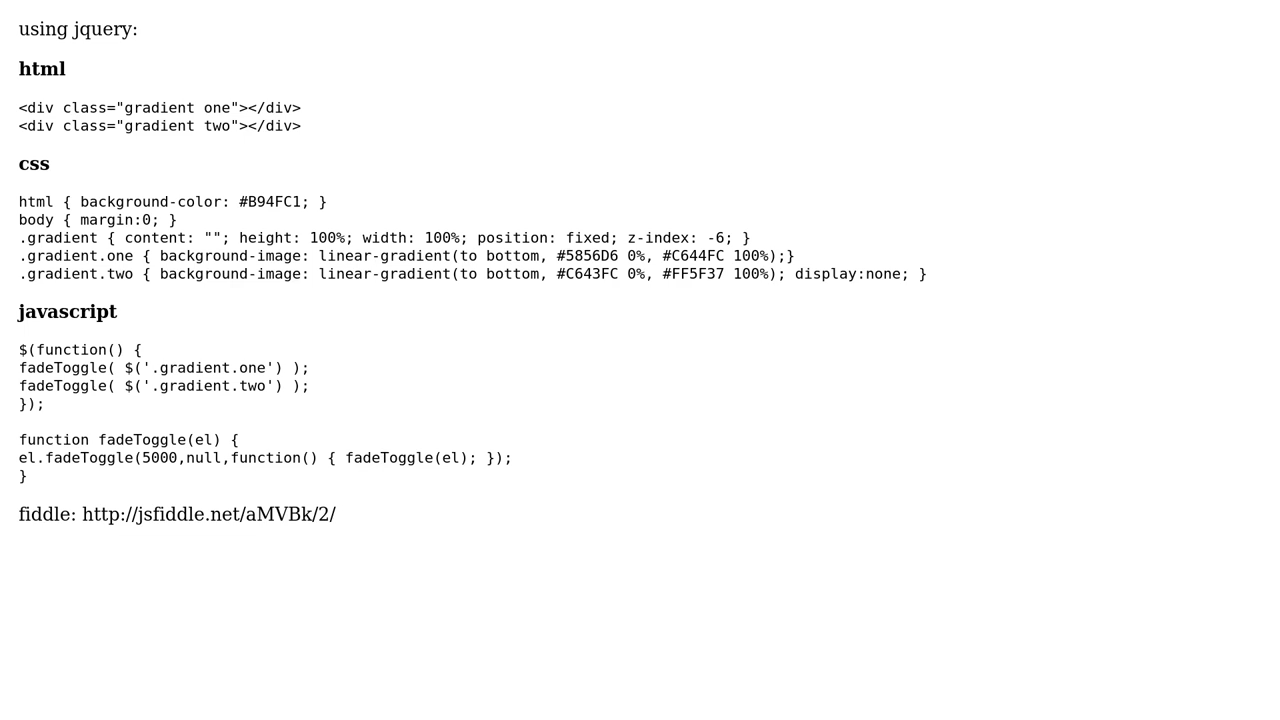 using jquery:
html
<div class="gradient one"></div>
<div class="gradient two"></div>
css
html { background-color: #B94FC1; }
body { margin:0; }
.gradient { content: ""; height: 100%; width: 100%; position: fixed; z-index: -6; }
.gradient.one { background-image: linear-gradient(to bottom, #5856D6 0%, #C644FC 100%);}
.gradient.two { background-image: linear-gradient(to bottom, #C643FC 0%, #FF5F37 100%); display:none; }
javascript
$(function() {
fadeToggle( $('.gradient.one') );
fadeToggle( $('.gradient.two') );
});
function fadeToggle(el) {
el.fadeToggle(5000,null,function() { fadeToggle(el); });
}
fiddle: http://jsfiddle.net/aMVBk/2/